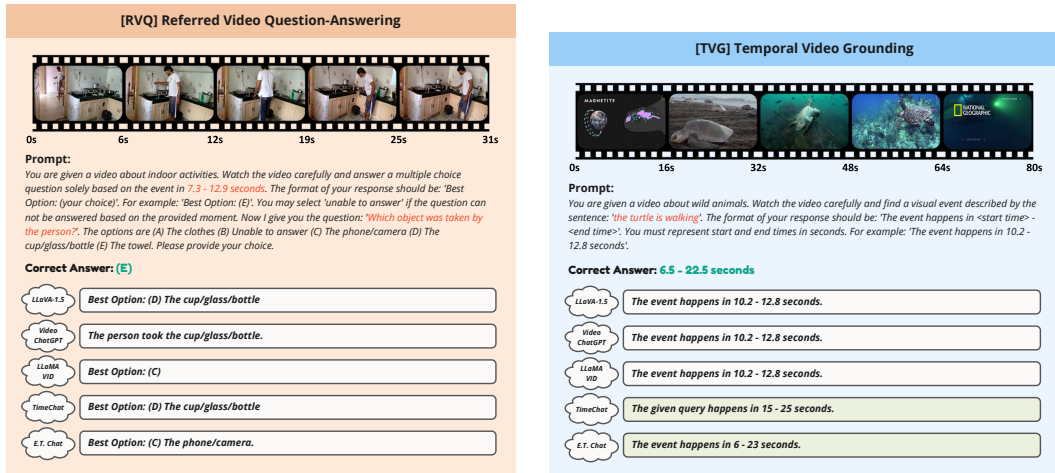 [RVQ] Referred Video Question-Answering
0s 6s 12s 19s 25s 31s
Prompt:
You are given a video about indoor activities. Watch the video carefully and answer a multiple choice
question solely based on the event in 7.3 - 12.9 seconds. The format of your response should be: 'Best
Option: (your choice)'. For example: 'Best Option: (E)'. You may select 'unable to answer' if the question can
not be answered based on the provided moment. Now I give you the question: 'Which object was taken by
the person?'. The options are (A) The clothes (B) Unable to answer (C) The phone/camera (D) The
cup/glass/bottle (E) The towel. Please provide your choice.
Correct Answer: (E)
LLaVA-1.5
Best Option: (D) The cup/glass/bottle
Video
ChatGPT
The person took the cup/glass/bottle.
LLaMA
VID
Best Option: (C)
TimeChat
Best Option: (D) The cup/glass/bottle
E.T. Chat
Best Option: (C) The phone/camera.
[TVG] Temporal Video Grounding
MAGNETITE
NATIONAL
GEOGRAPHIC
0s 16s 32s 48s 64s 80s
Prompt:
You are given a video about wild animals. Watch the video carefully and find a visual event described by the
sentence: 'the turtle is walking'. The format of your response should be: 'The event happens in <start time> -
<end time>'. You must represent start and end times in seconds. For example: 'The event happens in 10.2 -
12.8 seconds'.
Correct Answer: 6.5 - 22.5 seconds
LLaVA-1.5
The event happens in 10.2 - 12.8 seconds.
Video
ChatGPT
The event happens in 10.2 - 12.8 seconds.
LLaMA
VID
The event happens in 10.2 - 12.8 seconds.
TimeChat
The given query happens in 15 - 25 seconds.
E.T. Chat
The event happens in 6 - 23 seconds.